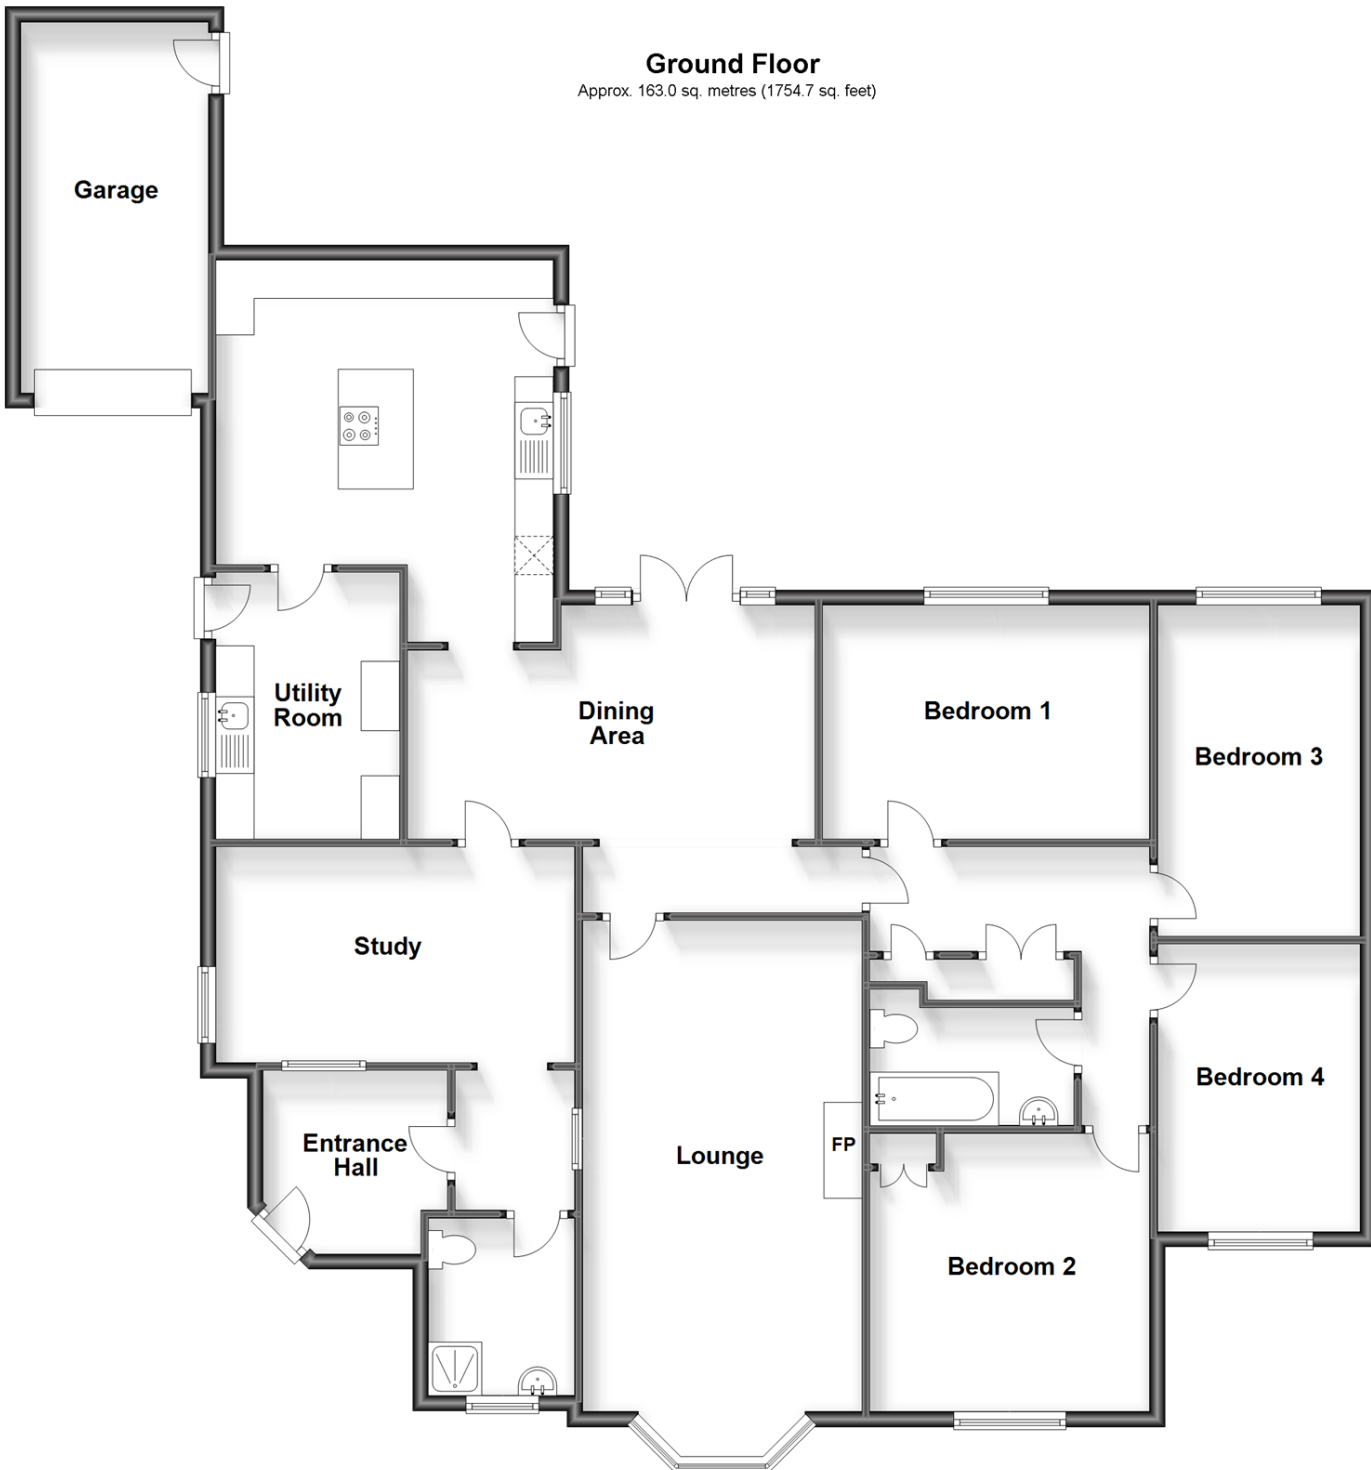 Ground Floor
Approx. 163.0 sq. metres (1754.7 sq. feet)
Garage
Utility
Room
Dining
Area
Bedroom 1
Bedroom 3
Study
Bedroom 4
Entrance
Hall
Lounge
FP
Bedroom 2